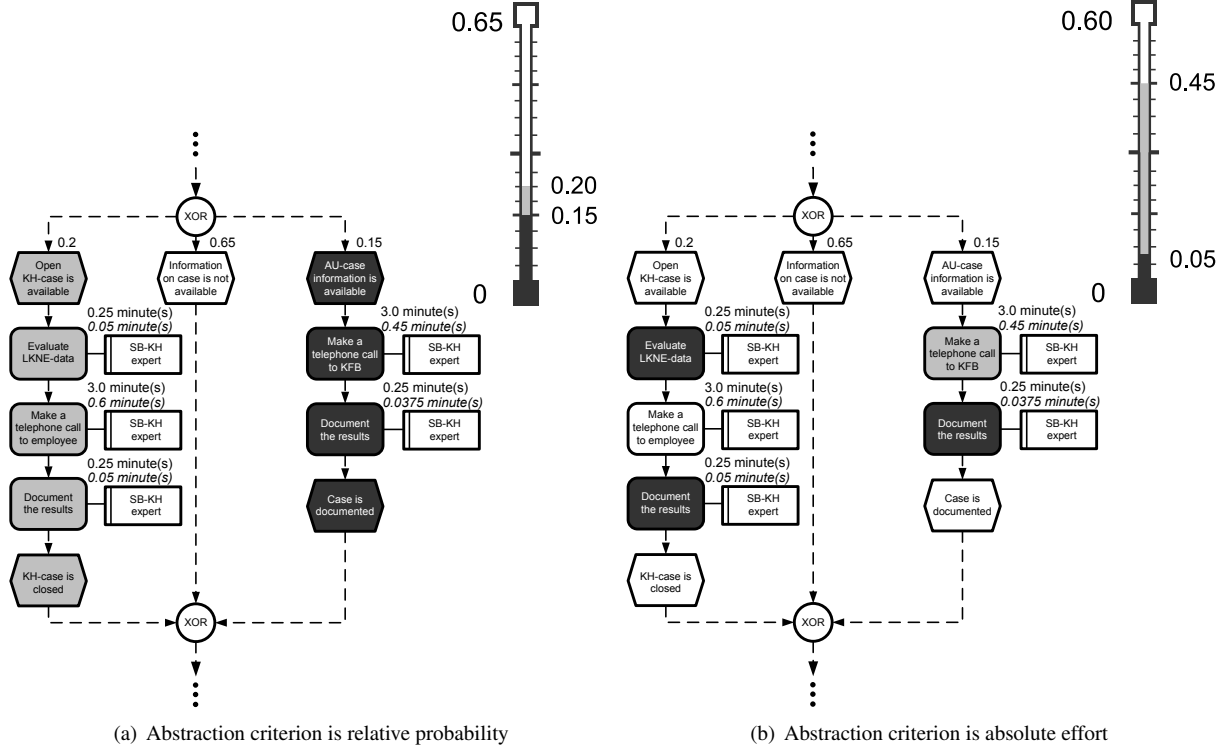 0.65
0.20
0.15
0
XOR
0.2
0.65
0.15
Open
KH-case is
available
Information
on case is not
available
AU-case
information is
available
0.25 minute(s)
0.05 minute(s)
Evaluate
LKNE-data
SB-KH
expert
3.0 minute(s)
0.45 minute(s)
Make a
telephone call
to KFB
SB-KH
expert
3.0 minute(s)
0.6 minute(s)
Make a
telephone call
to employee
SB-KH
expert
0.25 minute(s)
0.0375 minute(s)
Document
the results
SB-KH
expert
0.25 minute(s)
0.05 minute(s)
Document
the results
SB-KH
expert
Case is
documented
KH-case is
closed
XOR
(a) Abstraction criterion is relative probability
0.60
0.45
0.05
0
XOR
0.2
0.65
0.15
Open
KH-case is
available
Information
on case is not
available
AU-case
information is
available
0.25 minute(s)
0.05 minute(s)
Evaluate
LKNE-data
SB-KH
expert
3.0 minute(s)
0.45 minute(s)
Make a
telephone call
to KFB
SB-KH
expert
3.0 minute(s)
0.6 minute(s)
Make a
telephone call
to employee
SB-KH
expert
0.25 minute(s)
0.0375 minute(s)
Document
the results
SB-KH
expert
0.25 minute(s)
0.05 minute(s)
Document
the results
SB-KH
expert
Case is
documented
KH-case is
closed
XOR
(b) Abstraction criterion is absolute effort